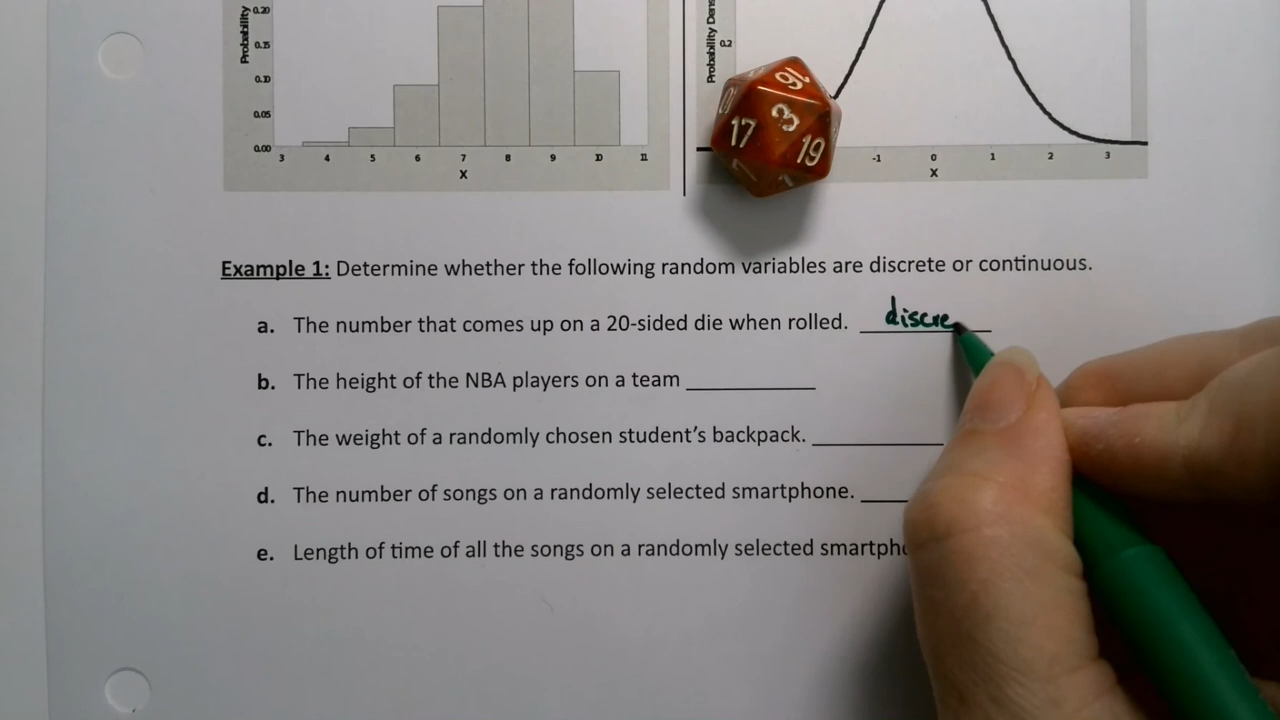 Probability
0.20
0.15
0.10
0.05
0.00
3 4 5 6 7 8 9 10 11
X
Probability Dens
0.2
-1 0 1 2 3
X
16
3
17
19
Example 1: Determine whether the following random variables are discrete or continuous.
a. The number that comes up on a 20-sided die when rolled. discre
b. The height of the NBA players on a team
c. The weight of a randomly chosen student's backpack.
d. The number of songs on a randomly selected smartphone.
e. Length of time of all the songs on a randomly selected smartpho